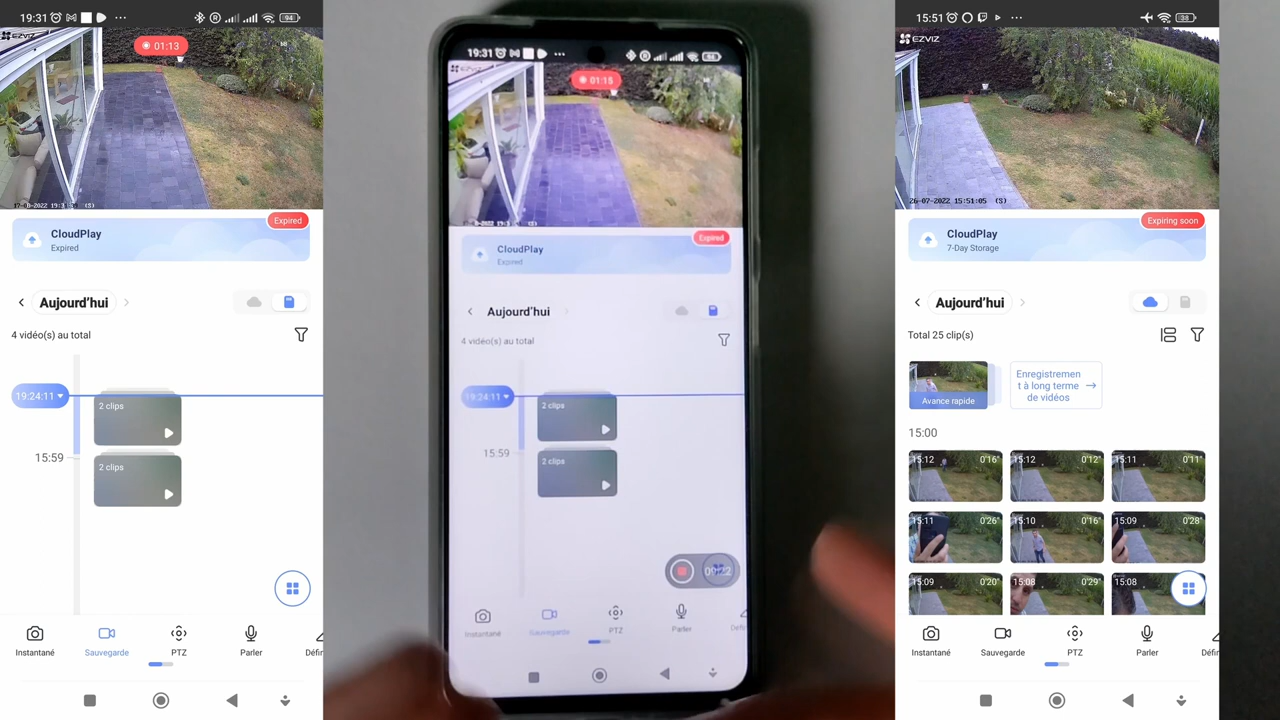 19:31
94
EZVIZ
01:13
Expired
CloudPlay
Expired
Aujourd'hui
4 vidéo(s) au total
19:24:11
2 clips
15:59
2 clips
Instantané
Sauvegarde
PTZ
Parler
Défin
19:31
EZVIZ
01:15
Expired
CloudPlay
Expired
Aujourd'hui
4 vidéo(s) au total
19:24:11
2 clips
15:59
2 clips
Instantané
Sauvegarde
PTZ
Parler
15:51
38
EZVIZ
26-07-2022 15:51:05 (S)
Expiring soon
CloudPlay
7-Day Storage
Aujourd'hui
Total 25 clip(s)
Avance rapide
Enregistremen
t à long terme
de vidéos
15:00
15:12 0'16" 15:12 0'12" 15:11 0'11"
15:11 0'26" 15:10 0'16" 15:09 0'28"
15:09 0'20" 15:08 0'29" 15:08
Instantané
Sauvegarde
PTZ
Parler
Défin